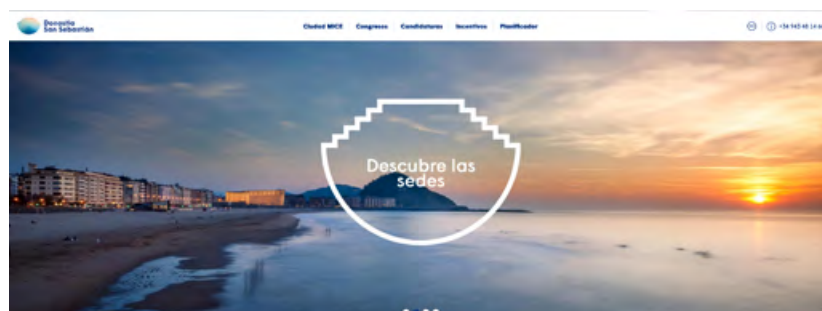 Donostia
San Sebastián
Ciudad MICE Congresos Candidaturas Incentivos Planificador
Descubre las
sedes